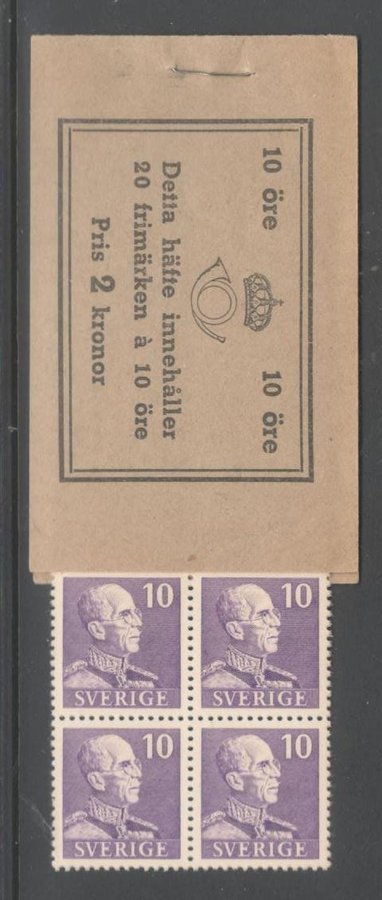 10 öre 10 öre
Detta häfte innehåller
20 frimärken à 10 öre
Pris 2 kronor
10 10
SVERIGE SVERIGE
10 10
SVERIGE SVERIGE